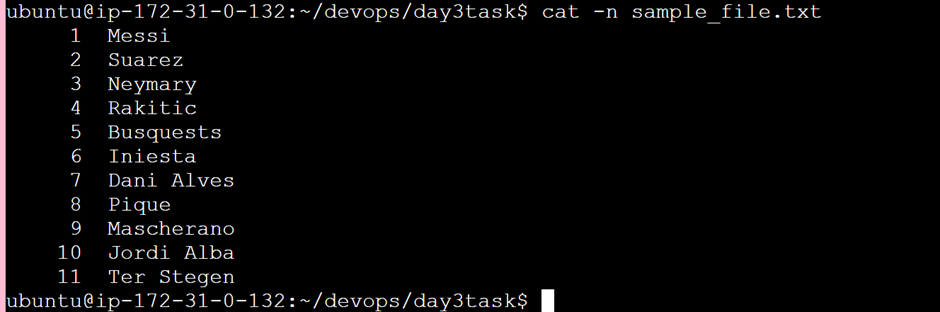 ubuntu@ip-172-31-0-132:~/devops/day3task$ cat -n sample_file.txt
1 Messi
2 Suarez
3 Neymary
4 Rakitic
5 Busquests
6 Iniesta
7 Dani Alves
8 Pique
9 Mascherano
10 Jordi Alba
11 Ter Stegen
ubuntu@ip-172-31-0-132:~/devops/day3task$